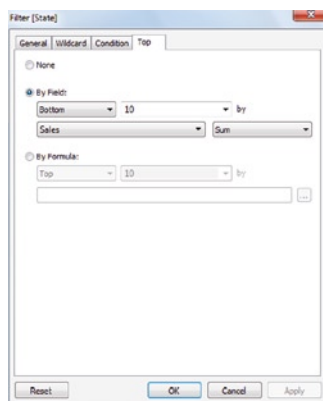 Filter [State]
General Wildcard Condition Top
None
By Field:
Bottom 10 by
Sales Sum
By Formula:
Top 10 by
...
Reset OK Cancel Apply